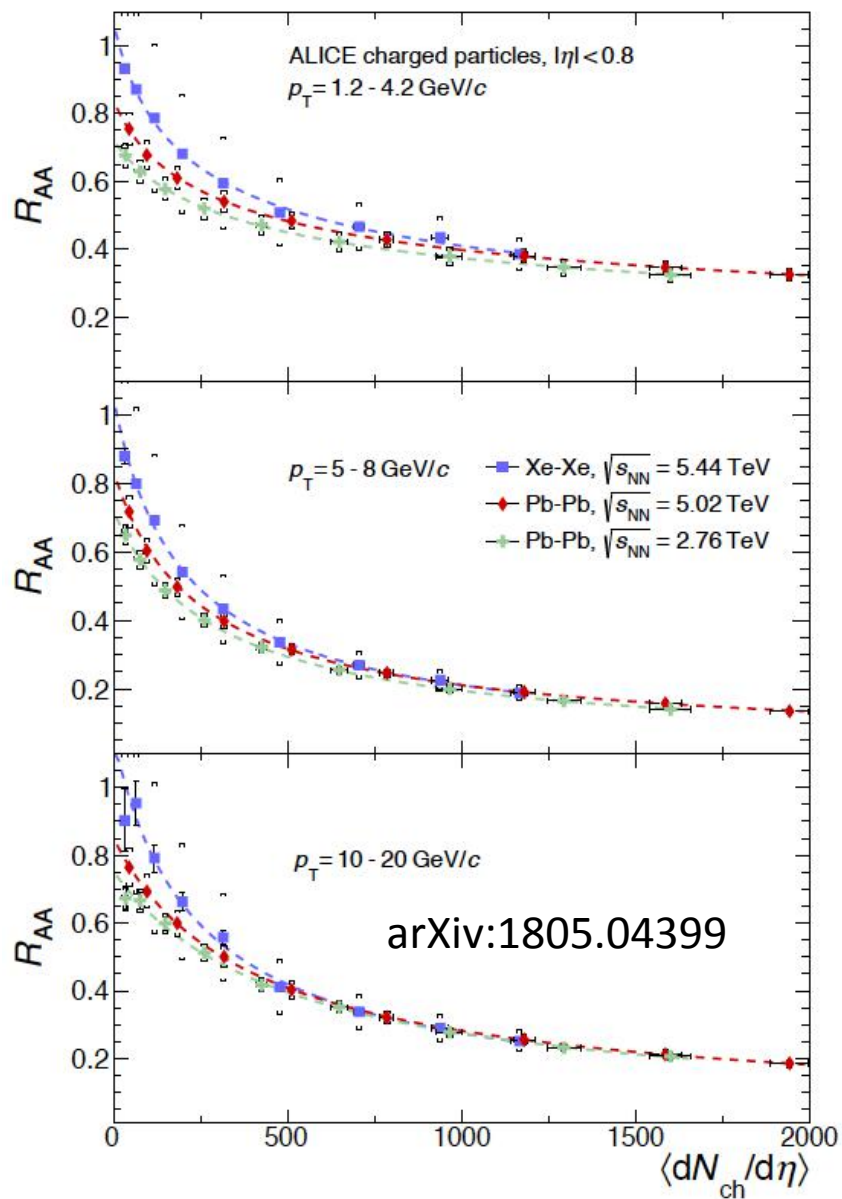 ALICE charged particles, |η| < 0.8
p_T = 1.2 - 4.2 GeV/c
R_AA
1
0.8
0.6
0.4
0.2
p_T = 5 - 8 GeV/c
Xe-Xe, √s_NN = 5.44 TeV
Pb-Pb, √s_NN = 5.02 TeV
Pb-Pb, √s_NN = 2.76 TeV
R_AA
1
0.8
0.6
0.4
0.2
p_T = 10 - 20 GeV/c
arXiv:1805.04399
R_AA
1
0.8
0.6
0.4
0.2
0 500 1000 1500 2000
⟨dN_ch/dη⟩